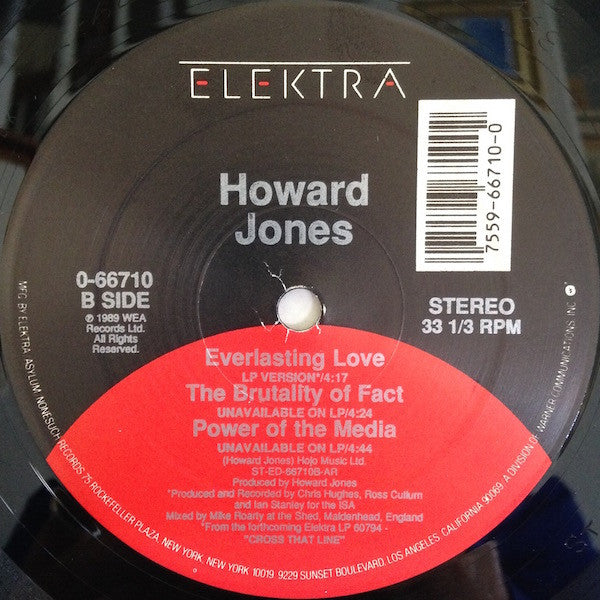 ELEKTRA
Howard
Jones
7559-66710-0
0-66710
B SIDE
℗ 1989 WEA
Records Ltd.
All Rights
Reserved.
STEREO
33 1/3 RPM
Everlasting Love
LP VERSION*/4:17
The Brutality of Fact
UNAVAILABLE ON LP/4:24
Power of the Media
UNAVAILABLE ON LP/4:44
(Howard Jones) Hojo Music Ltd.
ST-ED-66710B-AR
Produced by Howard Jones
*Produced and Recorded by Chris Hughes, Ross Cullum
and Ian Stanley for the ISA
Mixed by Mike Roarty at the Shed, Maidenhead, England
*From the forthcoming Elektra LP 60794 -
"CROSS THAT LINE"
MFG. BY ELEKTRA/ASYLUM/NONESUCH RECORDS 75 ROCKEFELLER PLAZA, NEW YORK, NEW YORK 10019 9229 SUNSET BOULEVARD, LOS ANGELES, CALIFORNIA 90069. A DIVISION OF WARNER COMMUNICATIONS, INC.